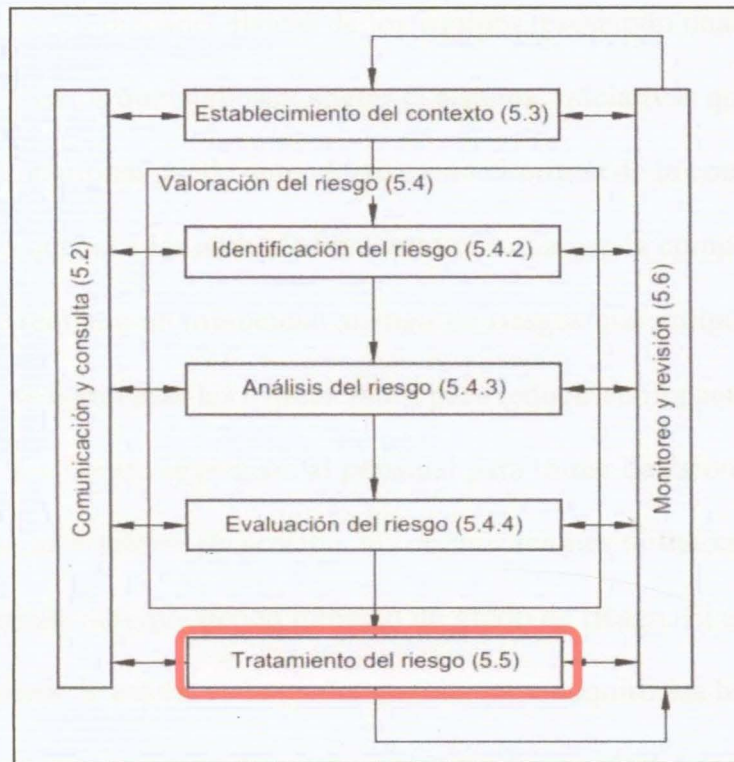 Establecimiento del contexto (5.3)
Valoración del riesgo (5.4)
Identificación del riesgo (5.4.2)
Análisis del riesgo (5.4.3)
Evaluación del riesgo (5.4.4)
Tratamiento del riesgo (5.5)
Comunicación y consulta (5.2)
Monitoreo y revisión (5.6)